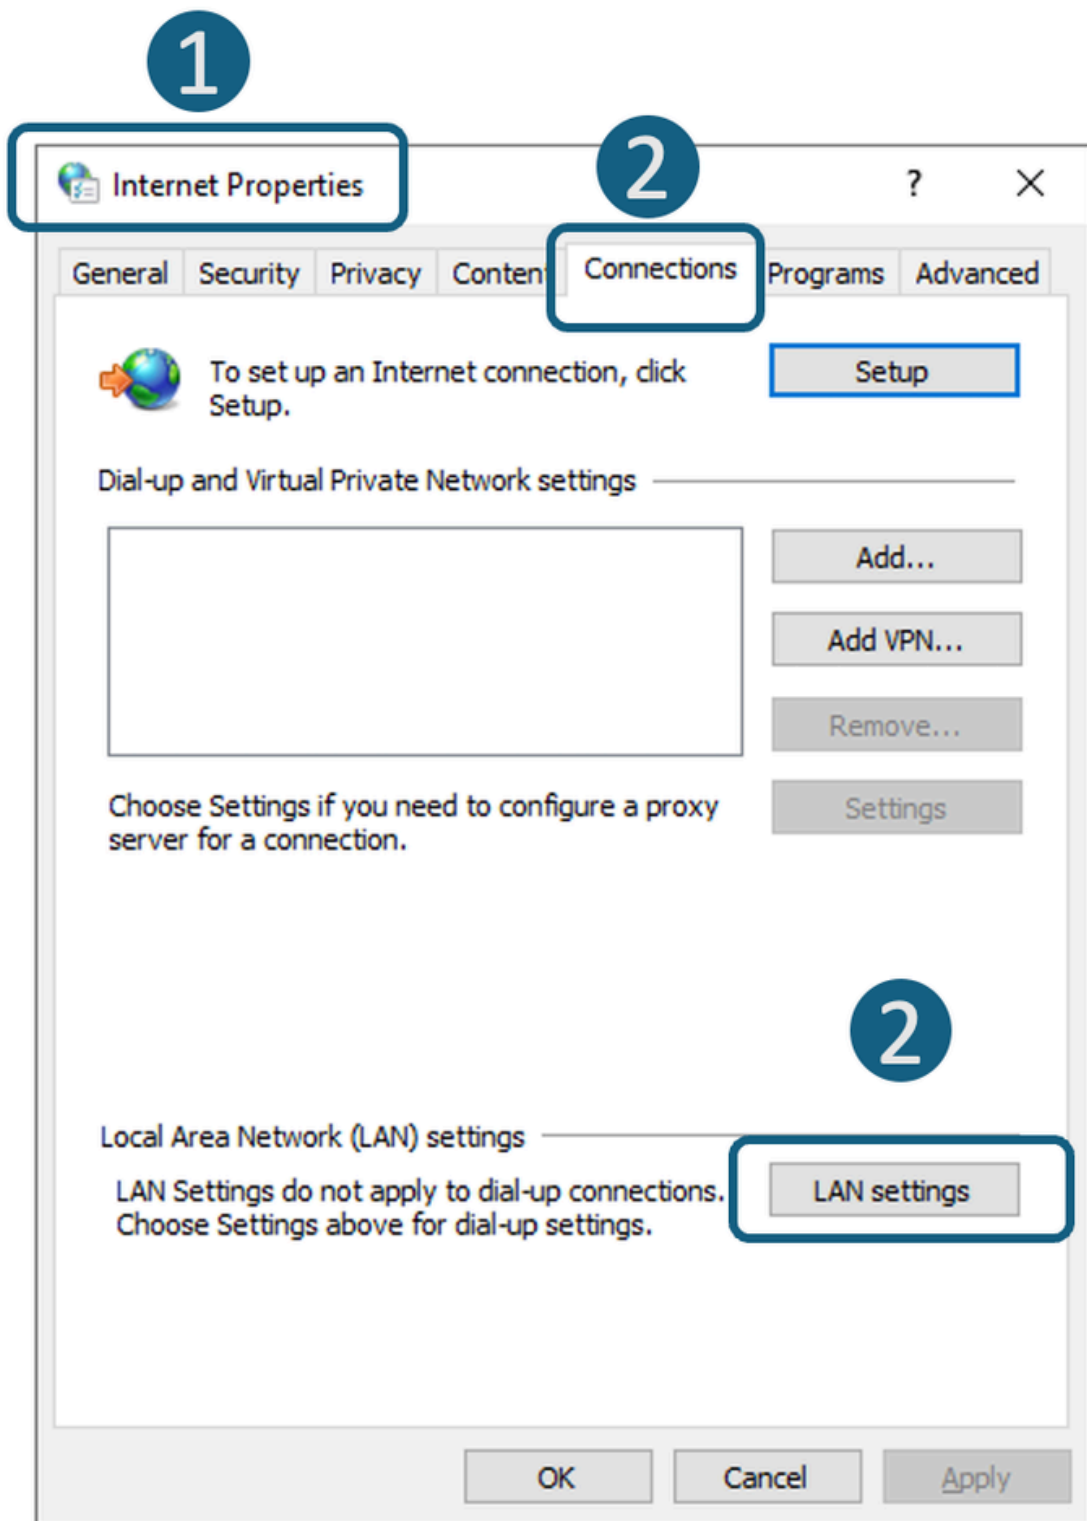 1
Internet Properties
2
?
General Security Privacy Content Connections Programs Advanced
To set up an Internet connection, click
Setup.
Setup
Dial-up and Virtual Private Network settings
Add...
Add VPN...
Remove...
Choose Settings if you need to configure a proxy
server for a connection.
Settings
2
Local Area Network (LAN) settings
LAN Settings do not apply to dial-up connections.
Choose Settings above for dial-up settings.
LAN settings
OK Cancel Apply